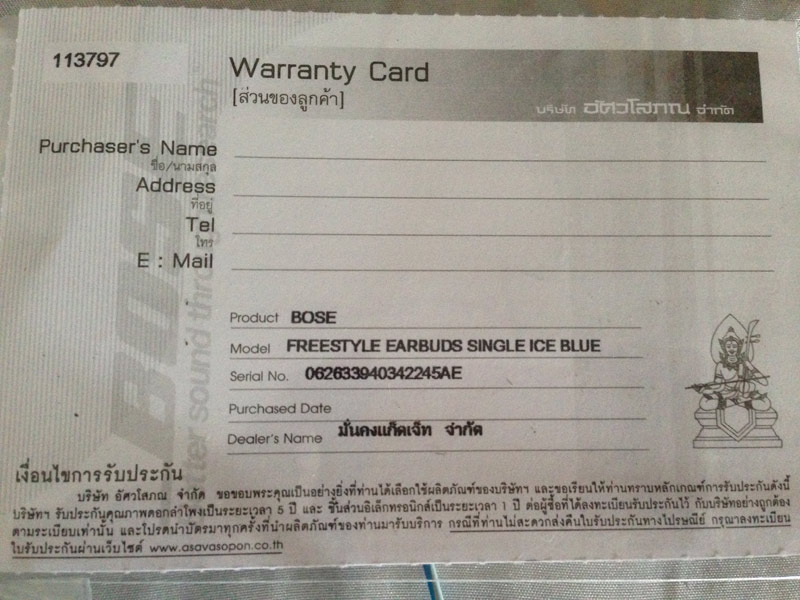 113797
Warranty Card
[ส่วนของลูกค้า]
บริษัท อัศวโสภณ จำกัด
Purchaser's Name
ชื่อ/นามสกุล
Address
ที่อยู่
Tel
โทร
E : Mail
BOSE
Better sound through research
Product BOSE
Model FREESTYLE EARBUDS SINGLE ICE BLUE
Serial No. 062633940342245AE
Purchased Date
Dealer's Name มั่นคงแก็ดเจ็ท จำกัด
เงื่อนไขการรับประกัน
บริษัท อัศวโสภณ จำกัด ขอขอบพระคุณเป็นอย่างยิ่งที่ท่านได้เลือกใช้ผลิตภัณฑ์ของบริษัทฯ และขอเรียนให้ท่านทราบหลักเกณฑ์การรับประกันดังนี้
บริษัทฯ รับประกันคุณภาพดอกลำโพงเป็นระยะเวลา 5 ปี และ ชิ้นส่วนอิเล็กทรอนิกส์เป็นระยะเวลา 1 ปี ต่อผู้ซื้อที่ได้ลงทะเบียนรับประกันไว้ กับบริษัทอย่างถูกต้อง
ตามระเบียบเท่านั้น และโปรดนำบัตรมาทุกครั้งที่นำผลิตภัณฑ์ของท่านมารับบริการ กรณีที่ท่านไม่สะดวกส่งคืนใบรับประกันทางไปรษณีย์ กรุณาลงทะเบียน
ใบรับประกันผ่านเว็บไซต์ www.asavasopon.co.th